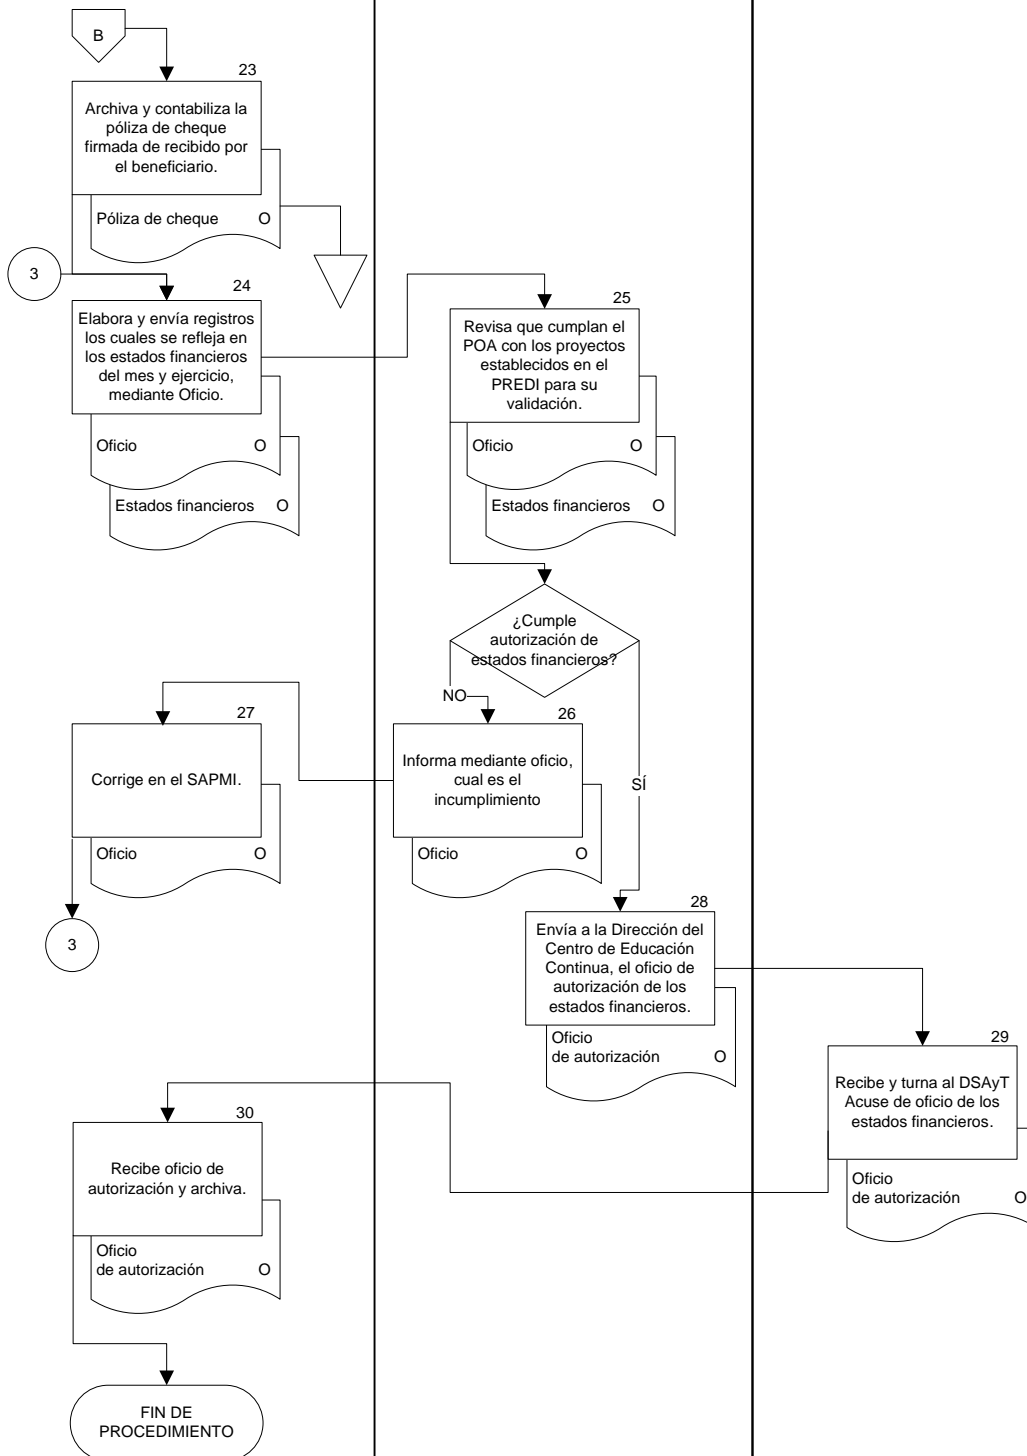 B
23
Archiva y contabiliza la
póliza de cheque
firmada de recibido por
el beneficiario.
Póliza de cheque O
3
24
Elabora y envía registros
los cuales se refleja en
los estados financieros
del mes y ejercicio,
mediante Oficio.
Oficio O
Estados financieros O
25
Revisa que cumplan el
POA con los proyectos
establecidos en el
PREDI para su
validación.
Oficio O
Estados financieros O
¿Cumple
autorización de
estados financieros?
NO
SÍ
26
Informa mediante oficio,
cual es el
incumplimiento
Oficio O
27
Corrige en el SAPMI.
Oficio O
3
28
Envía a la Dirección del
Centro de Educación
Continua, el oficio de
autorización de los
estados financieros.
Oficio
de autorización O
29
Recibe y turna al DSAyT
Acuse de oficio de los
estados financieros.
Oficio
de autorización O
30
Recibe oficio de
autorización y archiva.
Oficio
de autorización O
FIN DE
PROCEDIMIENTO